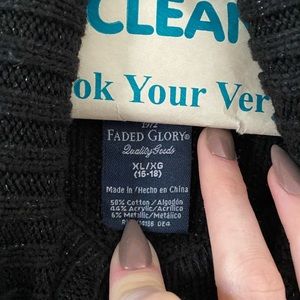 CLEAN
ok Your Ver
1972
FADED GLORY®
Quality Goods
XL/XG
(16-18)
Made in / Hecho en China
50% Cotton / Algodón
44% Acrylic / Acrílico
6% Metallic / Metálico